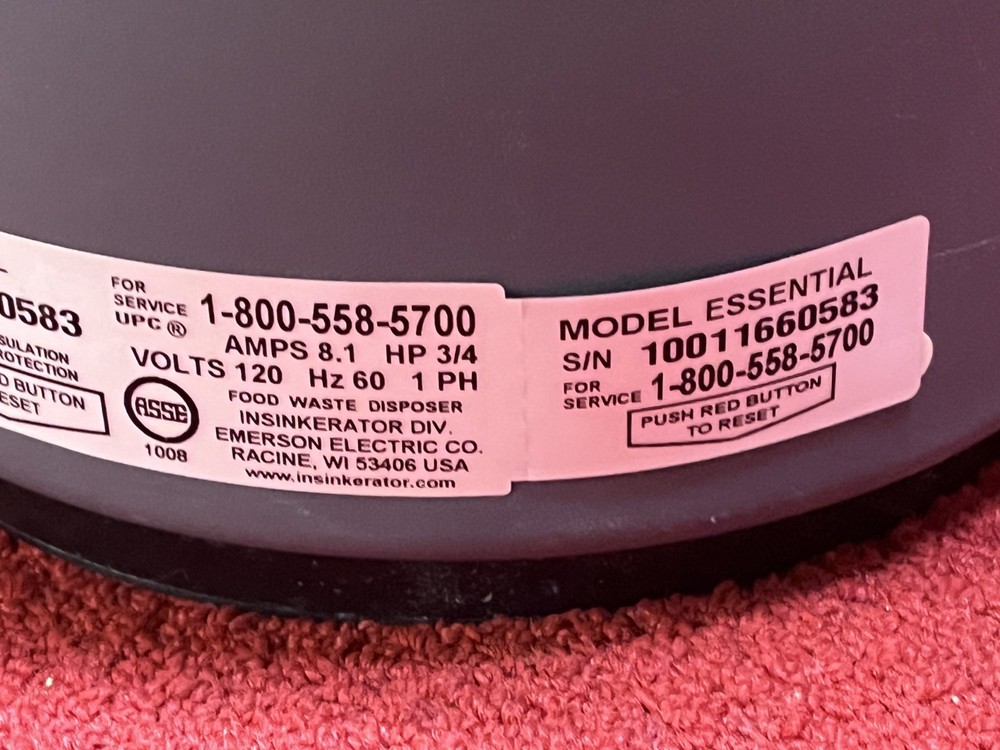 0583
SULATION
ROTECTION
D BUTTON
ESET
FOR
SERVICE 1-800-558-5700
UPC ®
AMPS 8.1 HP 3/4
VOLTS 120 Hz 60 1 PH
ASSE
1008
FOOD WASTE DISPOSER
INSINKERATOR DIV.
EMERSON ELECTRIC CO.
RACINE, WI 53406 USA
www.insinkerator.com
MODEL ESSENTIAL
S/N 10011660583
FOR
SERVICE 1-800-558-5700
PUSH RED BUTTON
TO RESET